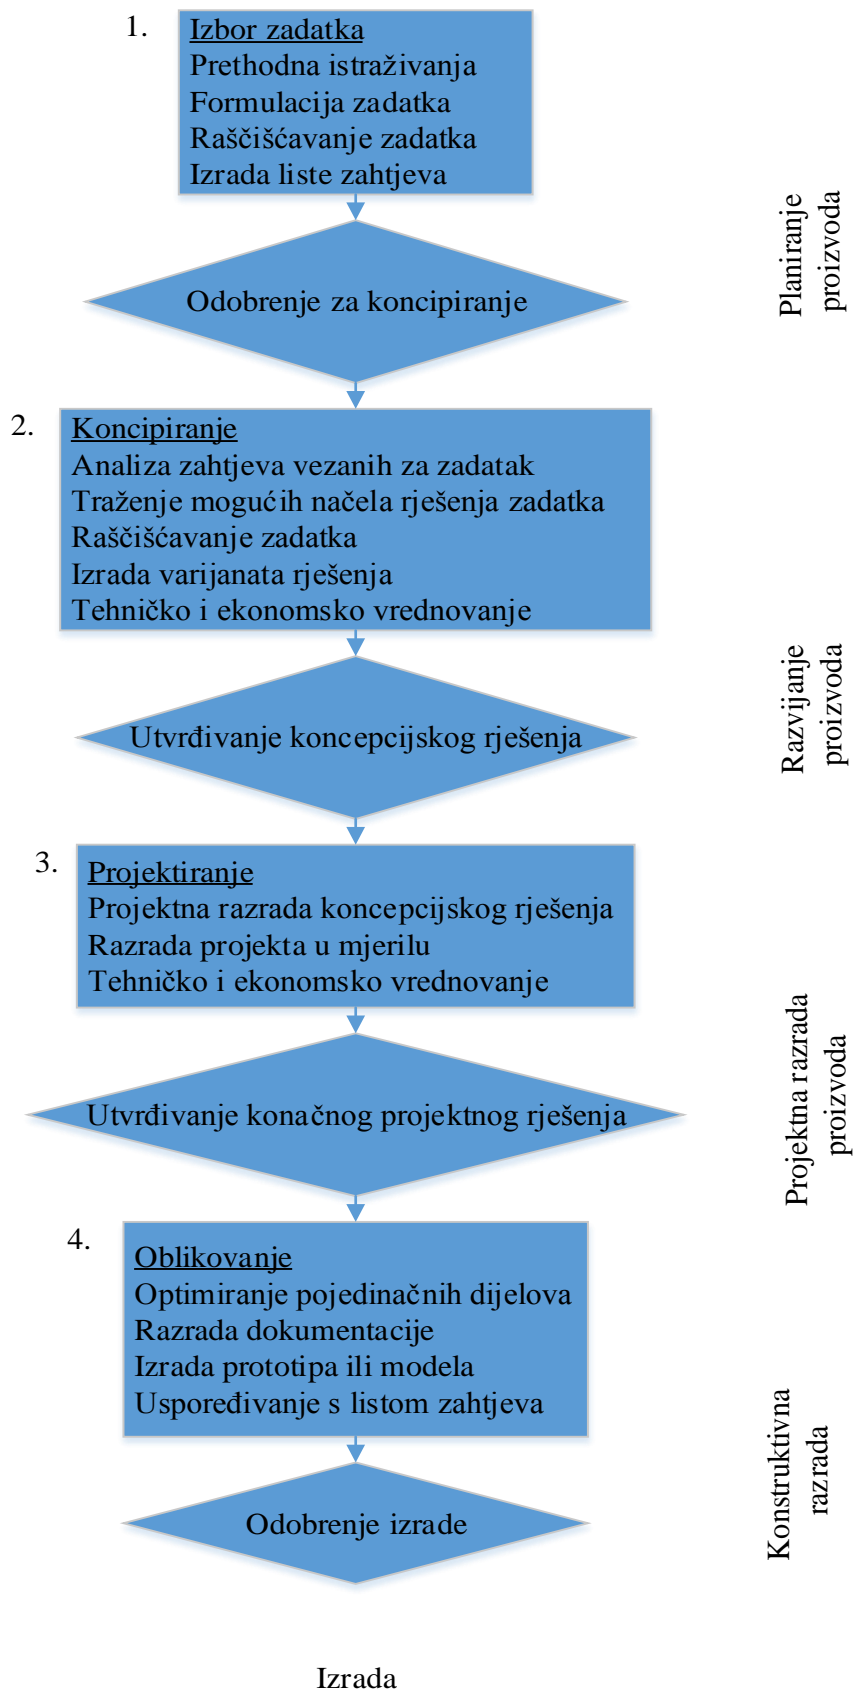 1.
Izbor zadatka
Prethodna istraživanja
Formulacija zadatka
Raščišćavanje zadatka
Izrada liste zahtjeva
Planiranje
proizvoda
Odobrenje za koncipiranje
2.
Koncipiranje
Analiza zahtjeva vezanih za zadatak
Traženje mogućih načela rješenja zadatka
Raščišćavanje zadatka
Izrada varijanata rješenja
Tehničko i ekonomsko vrednovanje
Razvijanje
proizvoda
Utvrđivanje koncepcijskog rješenja
3.
Projektiranje
Projektna razrada koncepcijskog rješenja
Razrada projekta u mjerilu
Tehničko i ekonomsko vrednovanje
Projektna razrada
proizvoda
Utvrđivanje konačnog projektnog rješenja
4.
Oblikovanje
Optimiranje pojedinačnih dijelova
Razrada dokumentacije
Izrada prototipa ili modela
Uspoređivanje s listom zahtjeva
Konstruktivna
razrada
Odobrenje izrade
Izrada